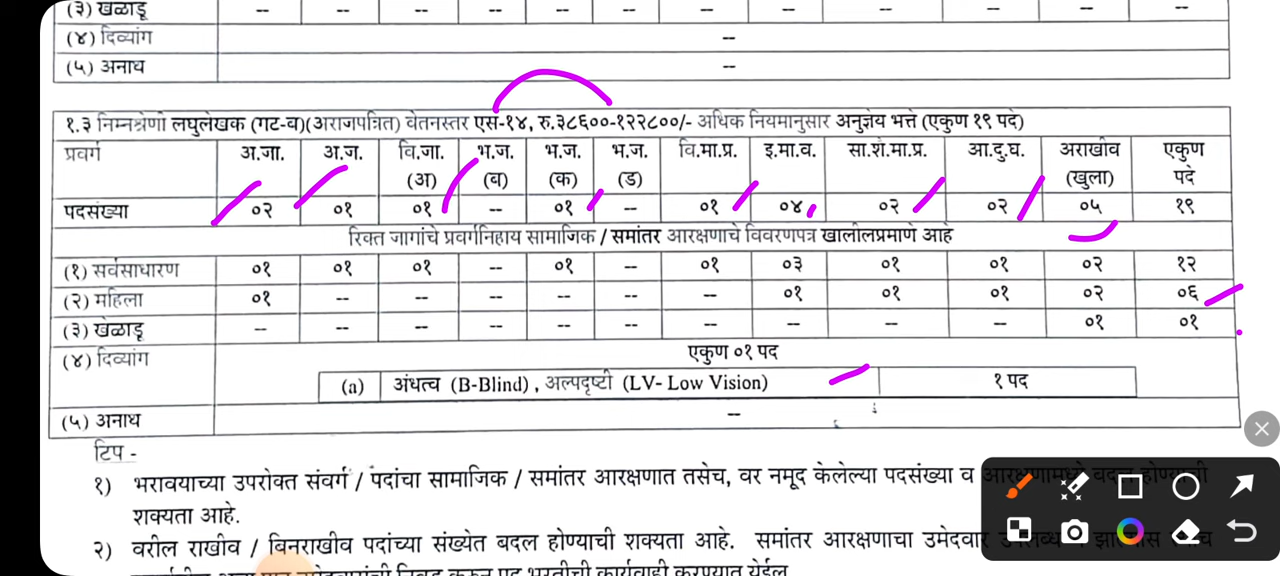 (३) खेळाडू -- -- -- -- -- -- -- -- -- -- -- --
(४) दिव्यांग --
(५) अनाथ --
१.३ निम्नश्रेणी लघुलेखक (गट-ब)(अराजपत्रित) वेतनस्तर एस-१४, रु.३८६००-१२२८००/- अधिक नियमानुसार अनुज्ञेय भत्ते (एकुण १९ पदे)
प्रवर्ग अ.जा. अ.ज. वि.जा. (अ) भ.ज. (ब) भ.ज. (क) भ.ज. (ड) वि.मा.प्र. इ.मा.व. सा.शै.मा.प्र. आ.दु.घ. अराखीव (खुला) एकुण पदे
पदसंख्या ०२ ०१ ०१ -- ०१ -- ०१ ०४ ०२ ०२ ०५ १९
रिक्त जागांचे प्रवर्गनिहाय सामाजिक / समांतर आरक्षणाचे विवरणपत्र खालीलप्रमाणे आहे
(१) सर्वसाधारण ०१ ०१ ०१ -- ०१ -- ०१ ०३ ०१ ०१ ०२ १२
(२) महिला ०१ -- -- -- -- -- -- ०१ ०१ ०१ ०२ ०६
(३) खेळाडू -- -- -- -- -- -- -- -- -- -- ०१ ०१
(४) दिव्यांग एकुण ०१ पद
(a) अंधत्व (B-Blind) , अल्पदृष्टी (LV- Low Vision) १ पद
(५) अनाथ --
टिप -
१) भरावयाच्या उपरोक्त संवर्ग / पदांचा सामाजिक / समांतर आरक्षणात तसेच, वर नमूद केलेल्या पदसंख्या व आरक्षणामध्ये बदल होण्याची
शक्यता आहे.
२) वरील राखीव / बिनराखीव पदांच्या संख्येत बदल होण्याची शक्यता आहे. समांतर आरक्षणाचा उमेदवार